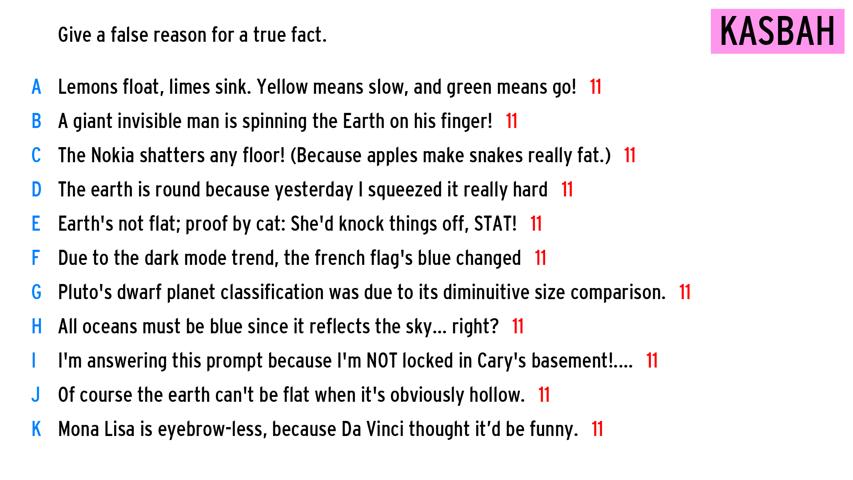 KASBAH
Give a false reason for a true fact.
A Lemons float, limes sink. Yellow means slow, and green means go! 11
B A giant invisible man is spinning the Earth on his finger! 11
C The Nokia shatters any floor! (Because apples make snakes really fat.) 11
D The earth is round because yesterday I squeezed it really hard 11
E Earth's not flat; proof by cat: She'd knock things off, STAT! 11
F Due to the dark mode trend, the french flag's blue changed 11
G Pluto's dwarf planet classification was due to its diminuitive size comparison. 11
H All oceans must be blue since it reflects the sky... right? 11
I I'm answering this prompt because I'm NOT locked in Cary's basement!.... 11
J Of course the earth can't be flat when it's obviously hollow. 11
K Mona Lisa is eyebrow-less, because Da Vinci thought it’d be funny. 11